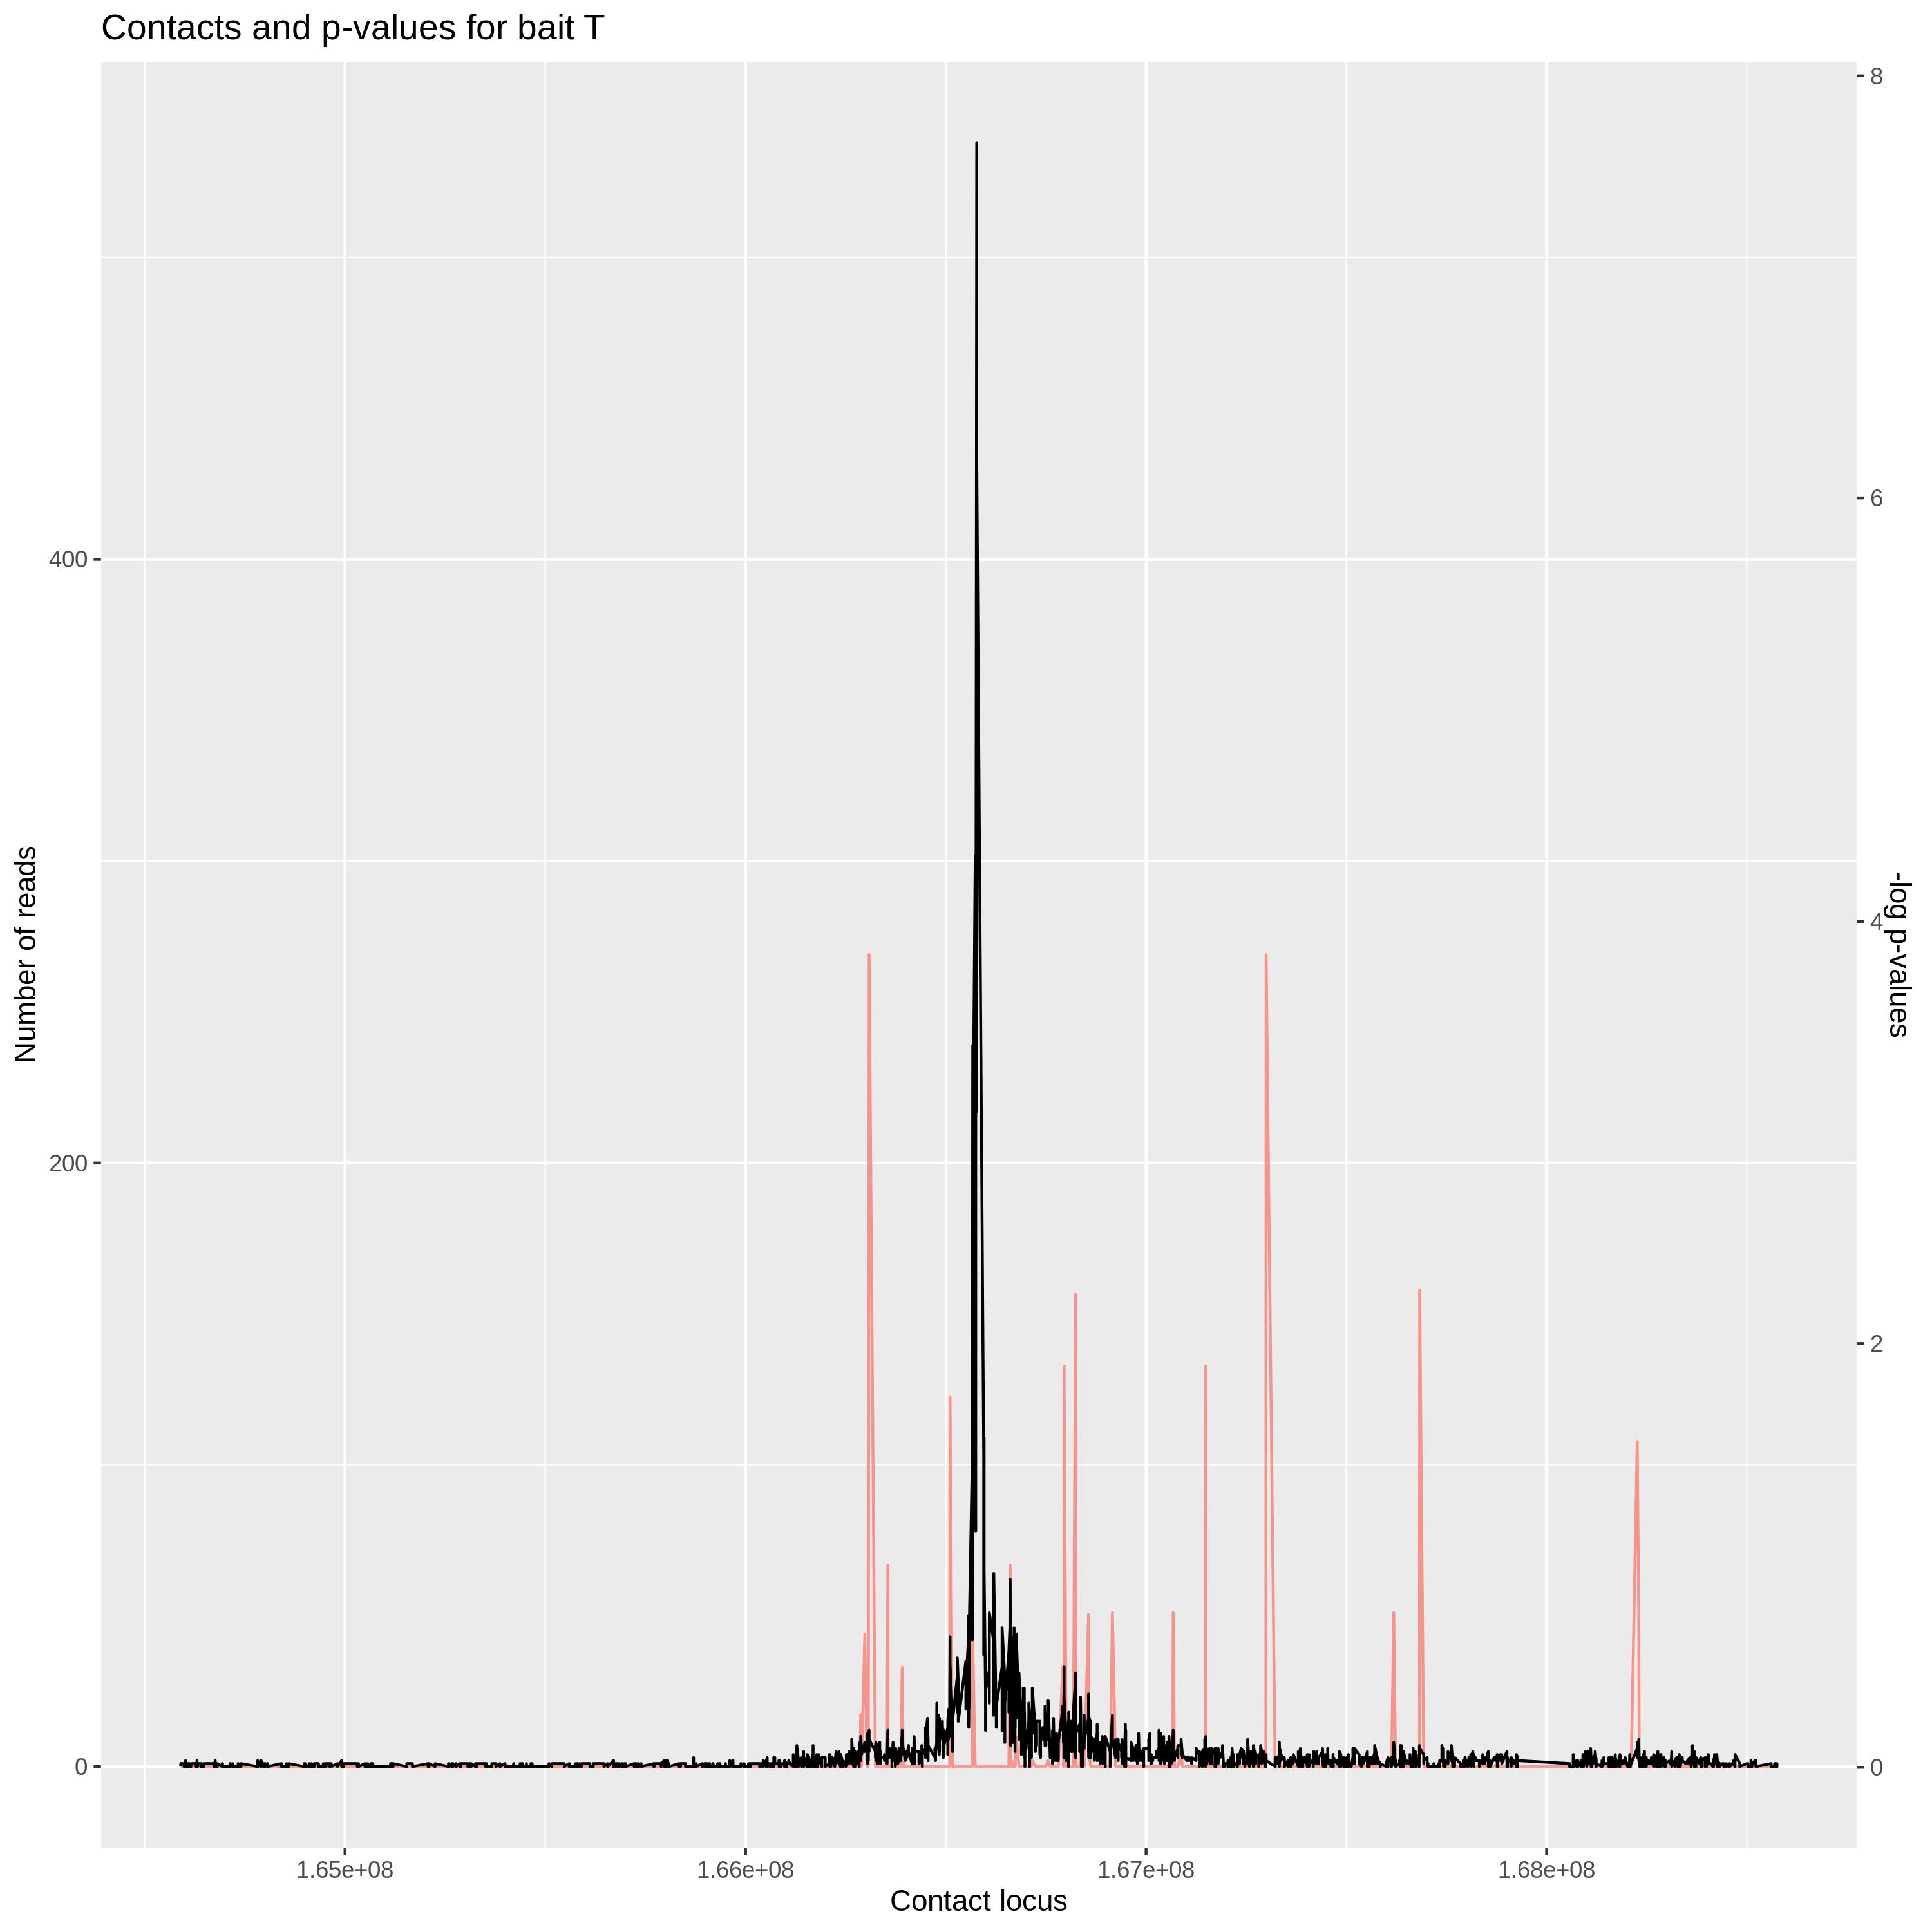 Contacts and p-values for bait T
8
6
400
4
Number of reads
-log p-values
200
2
0
0
1.65e+08
1.66e+08
1.67e+08
1.68e+08
Contact locus